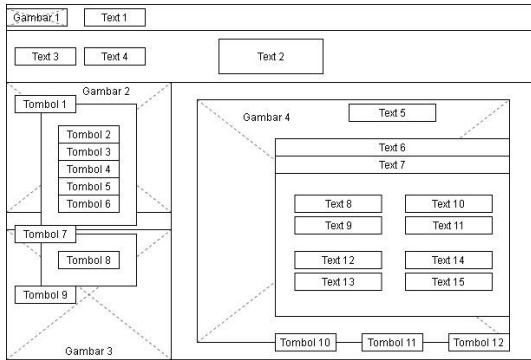 Gambar 1
Text 1
Text 3
Text 4
Text 2
Gambar 2
Tombol 1
Tombol 2
Tombol 3
Tombol 4
Tombol 5
Tombol 6
Tombol 7
Tombol 8
Tombol 9
Gambar 3
Gambar 4
Text 5
Text 6
Text 7
Text 8
Text 10
Text 9
Text 11
Text 12
Text 14
Text 13
Text 15
Tombol 10
Tombol 11
Tombol 12